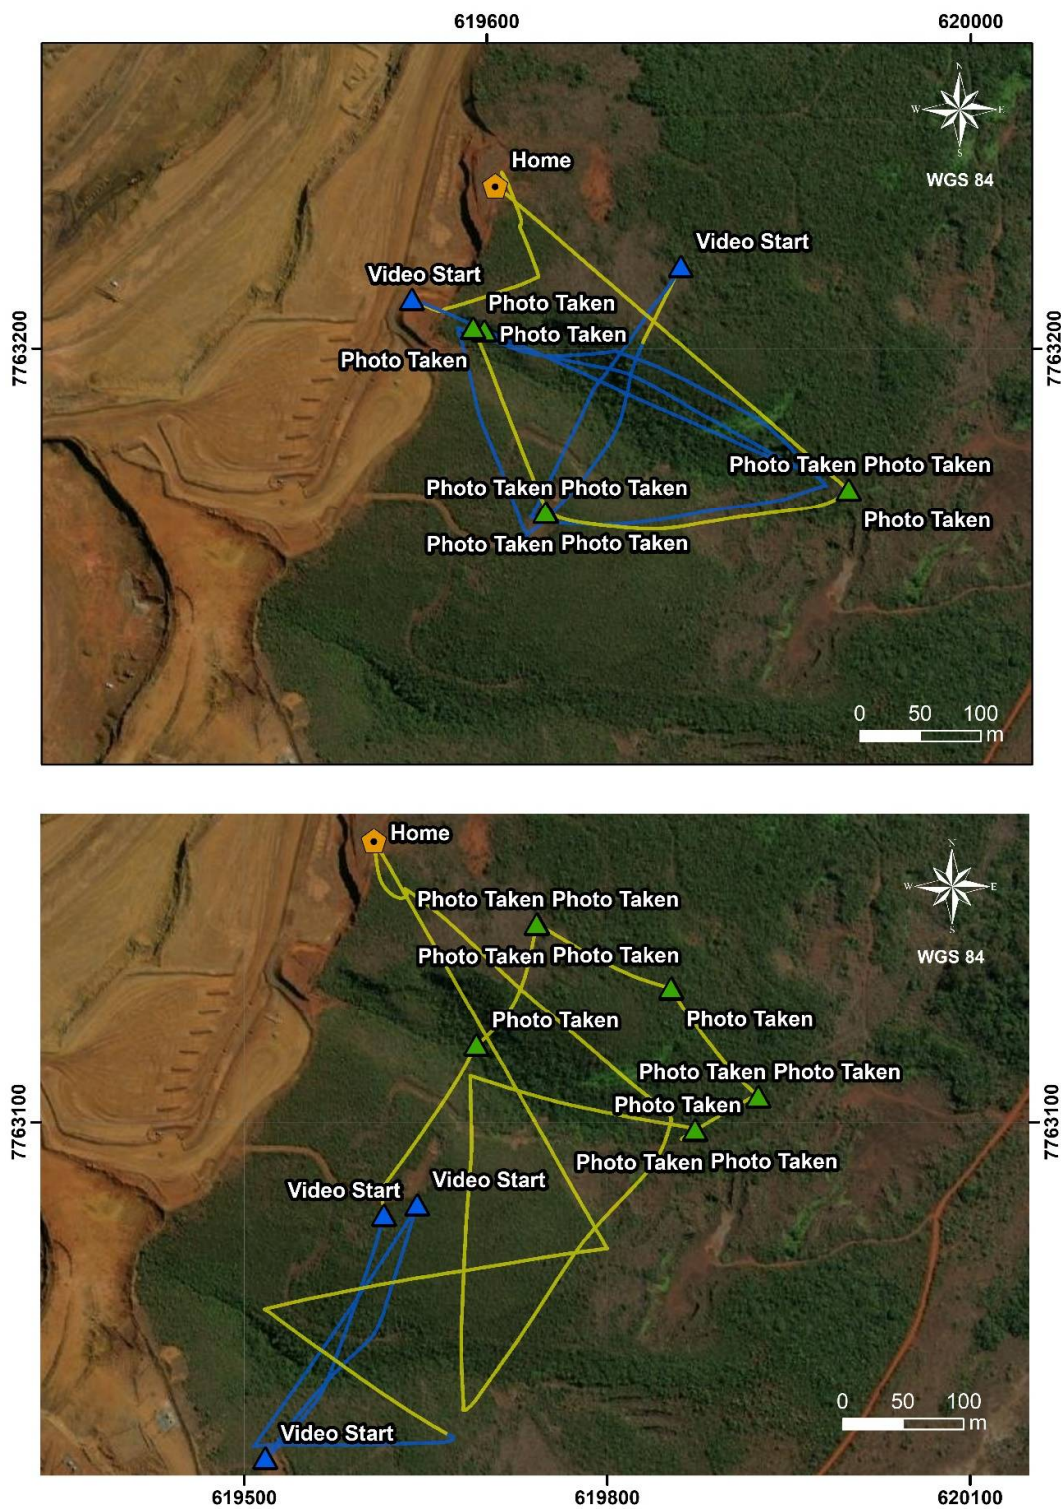 619600 620000
N
W E
S
WGS 84
Home
Video Start
Video Start
Photo Taken
Photo Taken
Photo Taken
7763200 7763200
Photo Taken Photo Taken
Photo Taken Photo Taken
Photo Taken
Photo Taken Photo Taken
0 50 100
m
Home
N
W E
S
WGS 84
Photo Taken Photo Taken
Photo Taken Photo Taken
Photo Taken
Photo Taken
Photo Taken Photo Taken
Photo Taken
7763100 7763100
Photo Taken Photo Taken
Video Start
Video Start
0 50 100
m
Video Start
619500 619800 620100